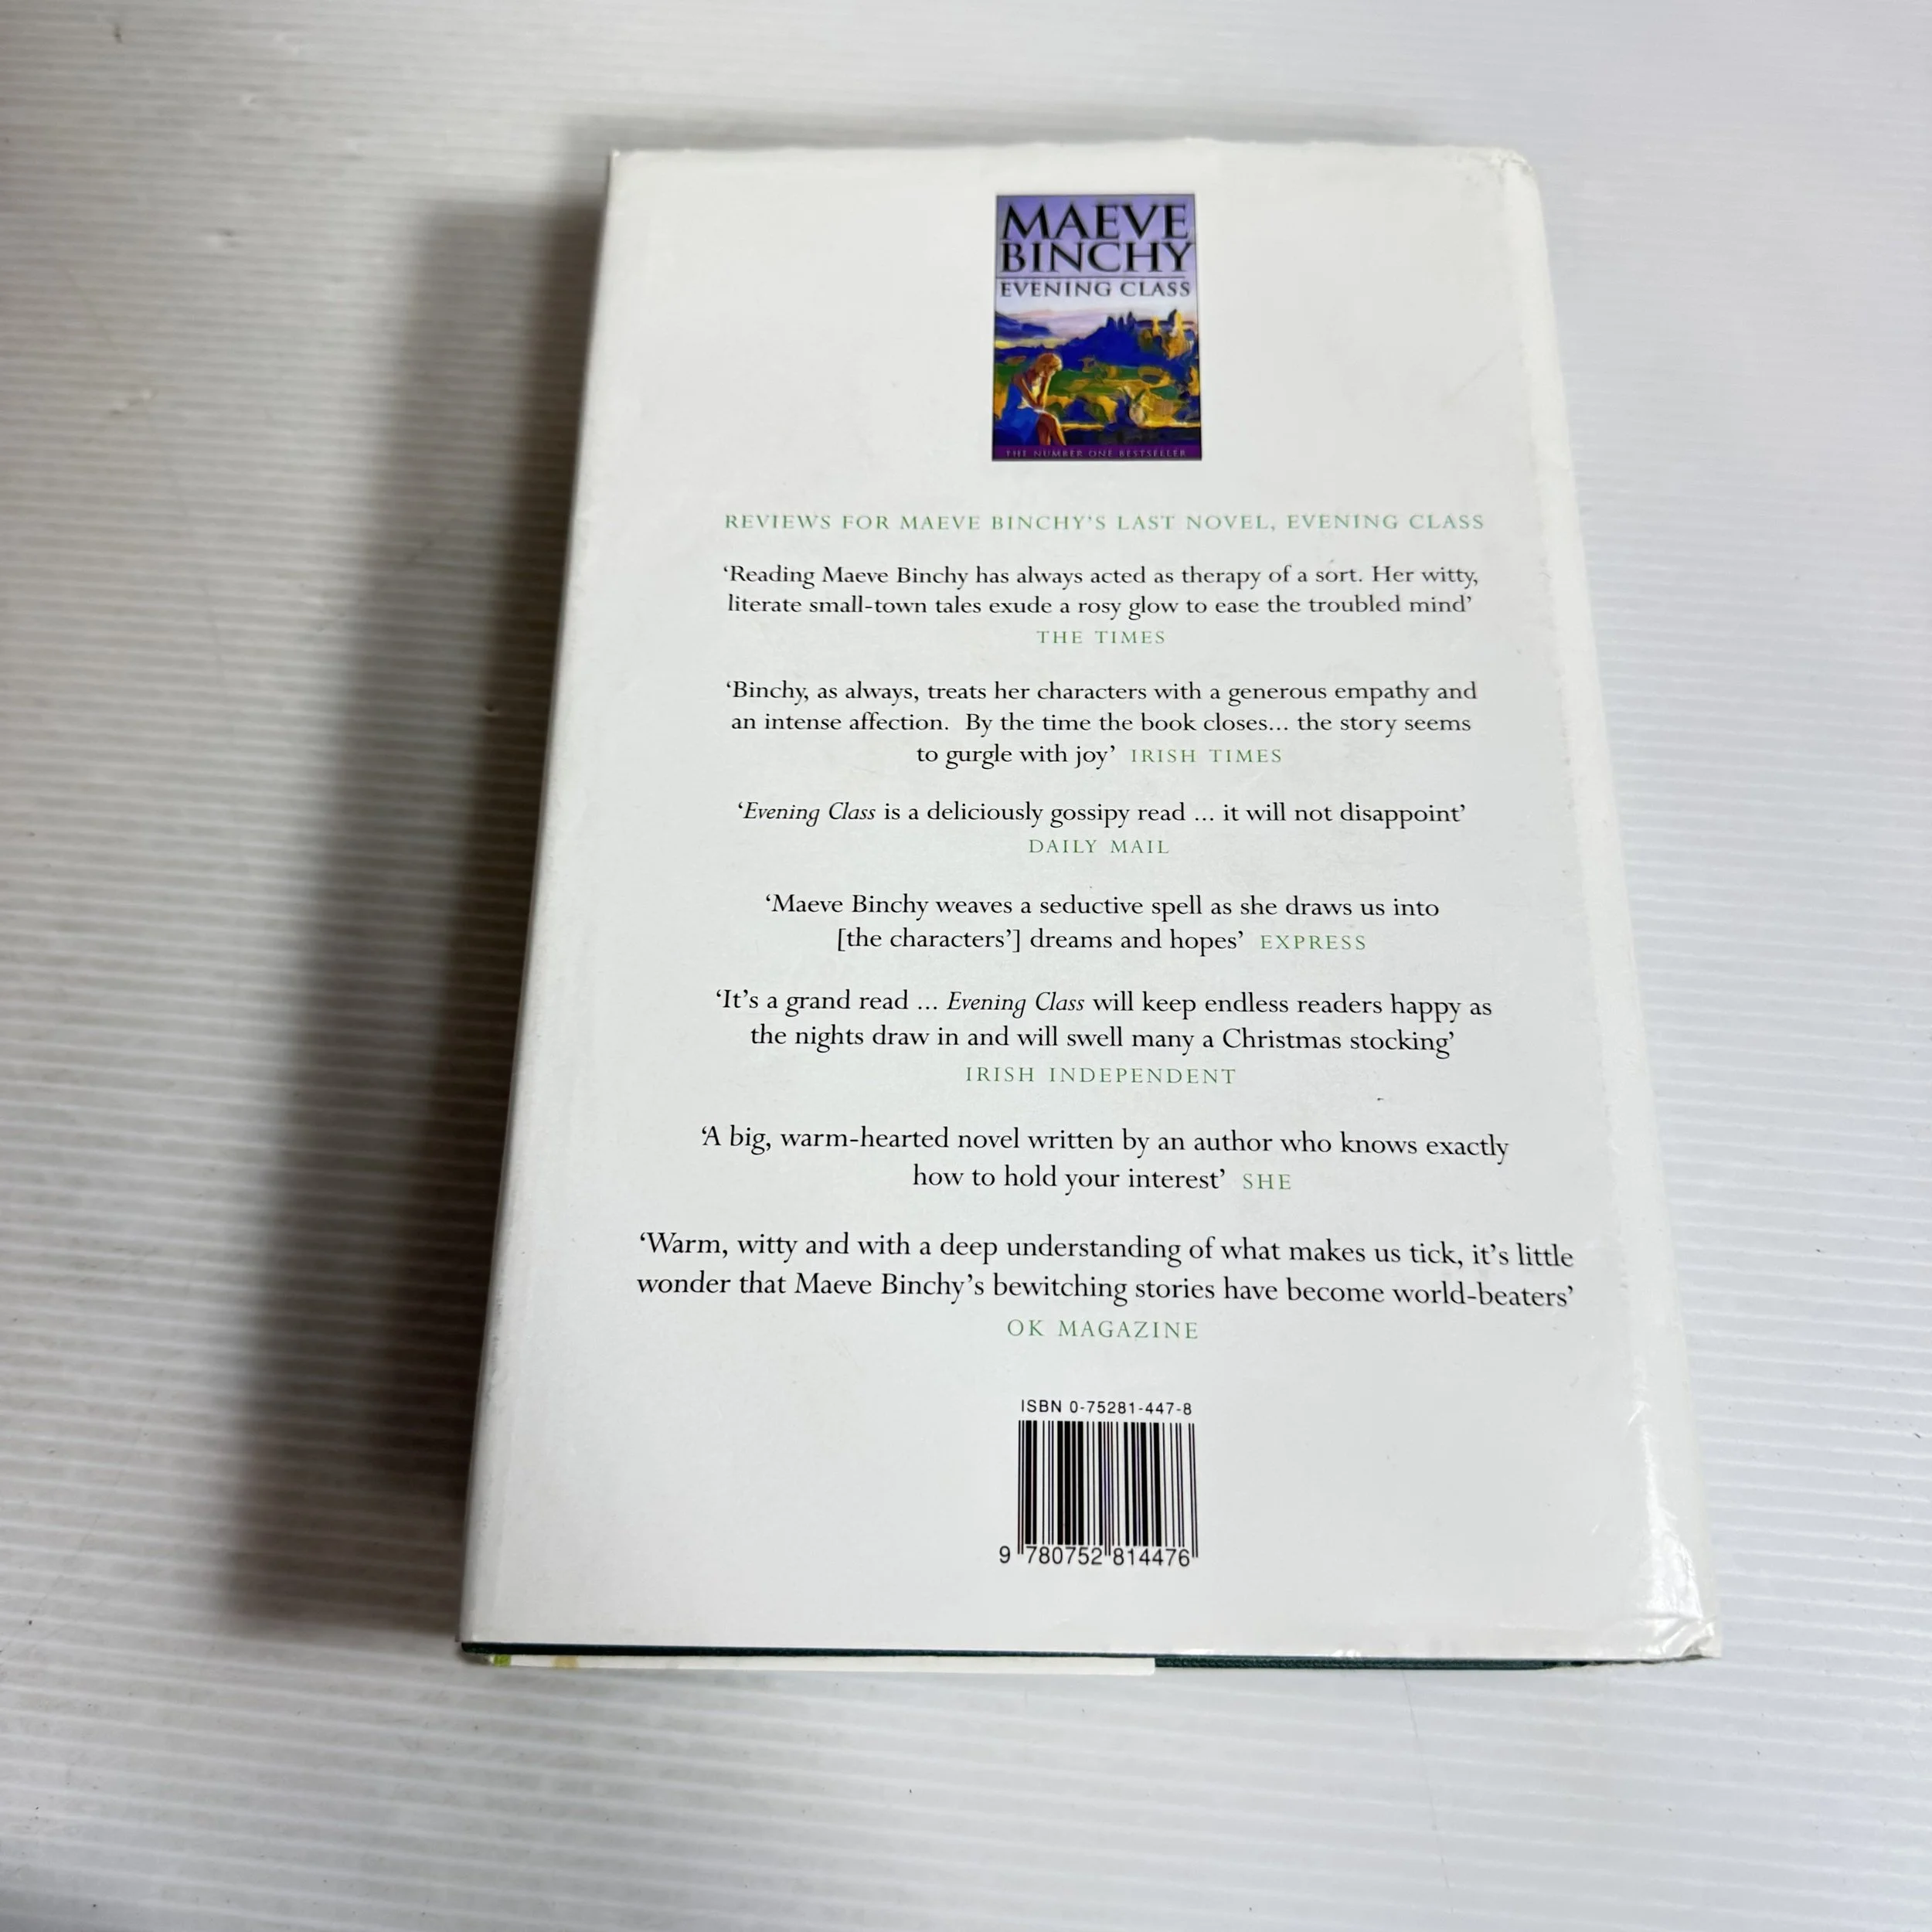 MAEVE
BINCHY
EVENING CLASS
THE NUMBER ONE BESTSELLER
REVIEWS FOR MAEVE BINCHY'S LAST NOVEL, EVENING CLASS
‘Reading Maeve Binchy has always acted as therapy of a sort. Her witty,
literate small-town tales exude a rosy glow to ease the troubled mind’
THE TIMES
‘Binchy, as always, treats her characters with a generous empathy and
an intense affection. By the time the book closes... the story seems
to gurgle with joy’ IRISH TIMES
‘Evening Class is a deliciously gossipy read ... it will not disappoint’
DAILY MAIL
‘Maeve Binchy weaves a seductive spell as she draws us into
[the characters’] dreams and hopes’ EXPRESS
‘It’s a grand read ... Evening Class will keep endless readers happy as
the nights draw in and will swell many a Christmas stocking’
IRISH INDEPENDENT
‘A big, warm-hearted novel written by an author who knows exactly
how to hold your interest’ SHE
‘Warm, witty and with a deep understanding of what makes us tick, it’s little
wonder that Maeve Binchy’s bewitching stories have become world-beaters’
OK MAGAZINE
ISBN 0-75281-447-8
9 780752 814476